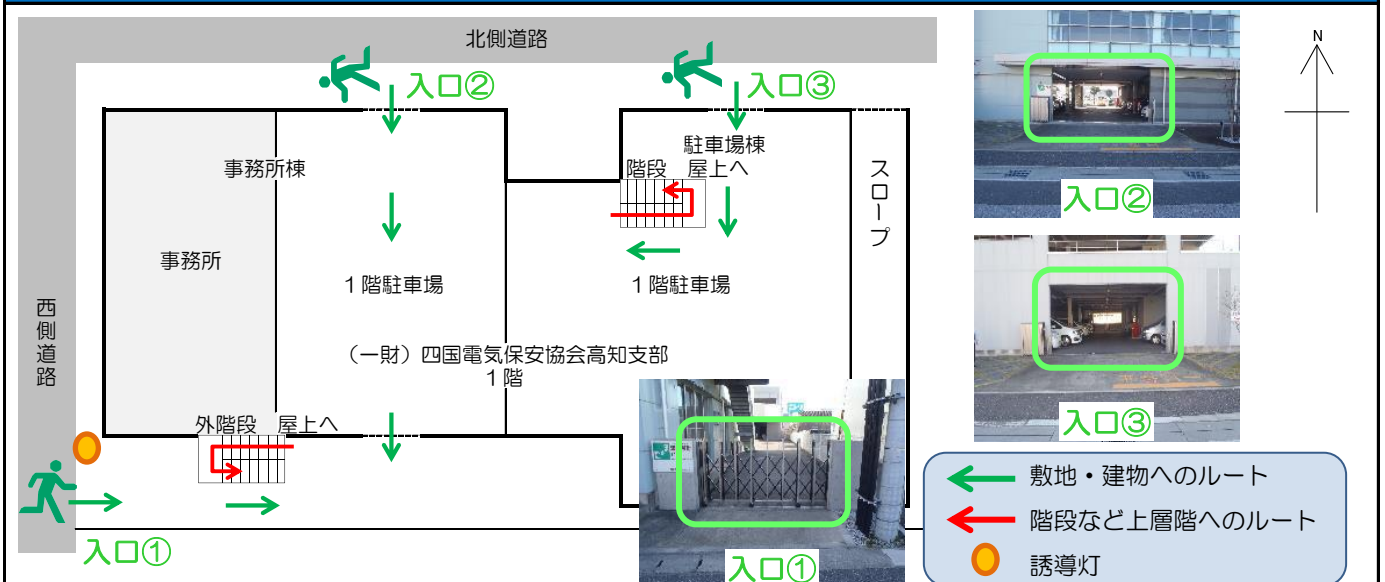 北側道路
N
入口②
入口③
駐車場棟
事務所棟
階段　屋上へ
スロープ
入口②
事務所
１階駐車場
１階駐車場
西側道路
（一財）四国電気保安協会高知支部
１階
外階段　屋上へ
入口③
敷地・建物へのルート
階段など上層階へのルート
誘導灯
入口①
入口①